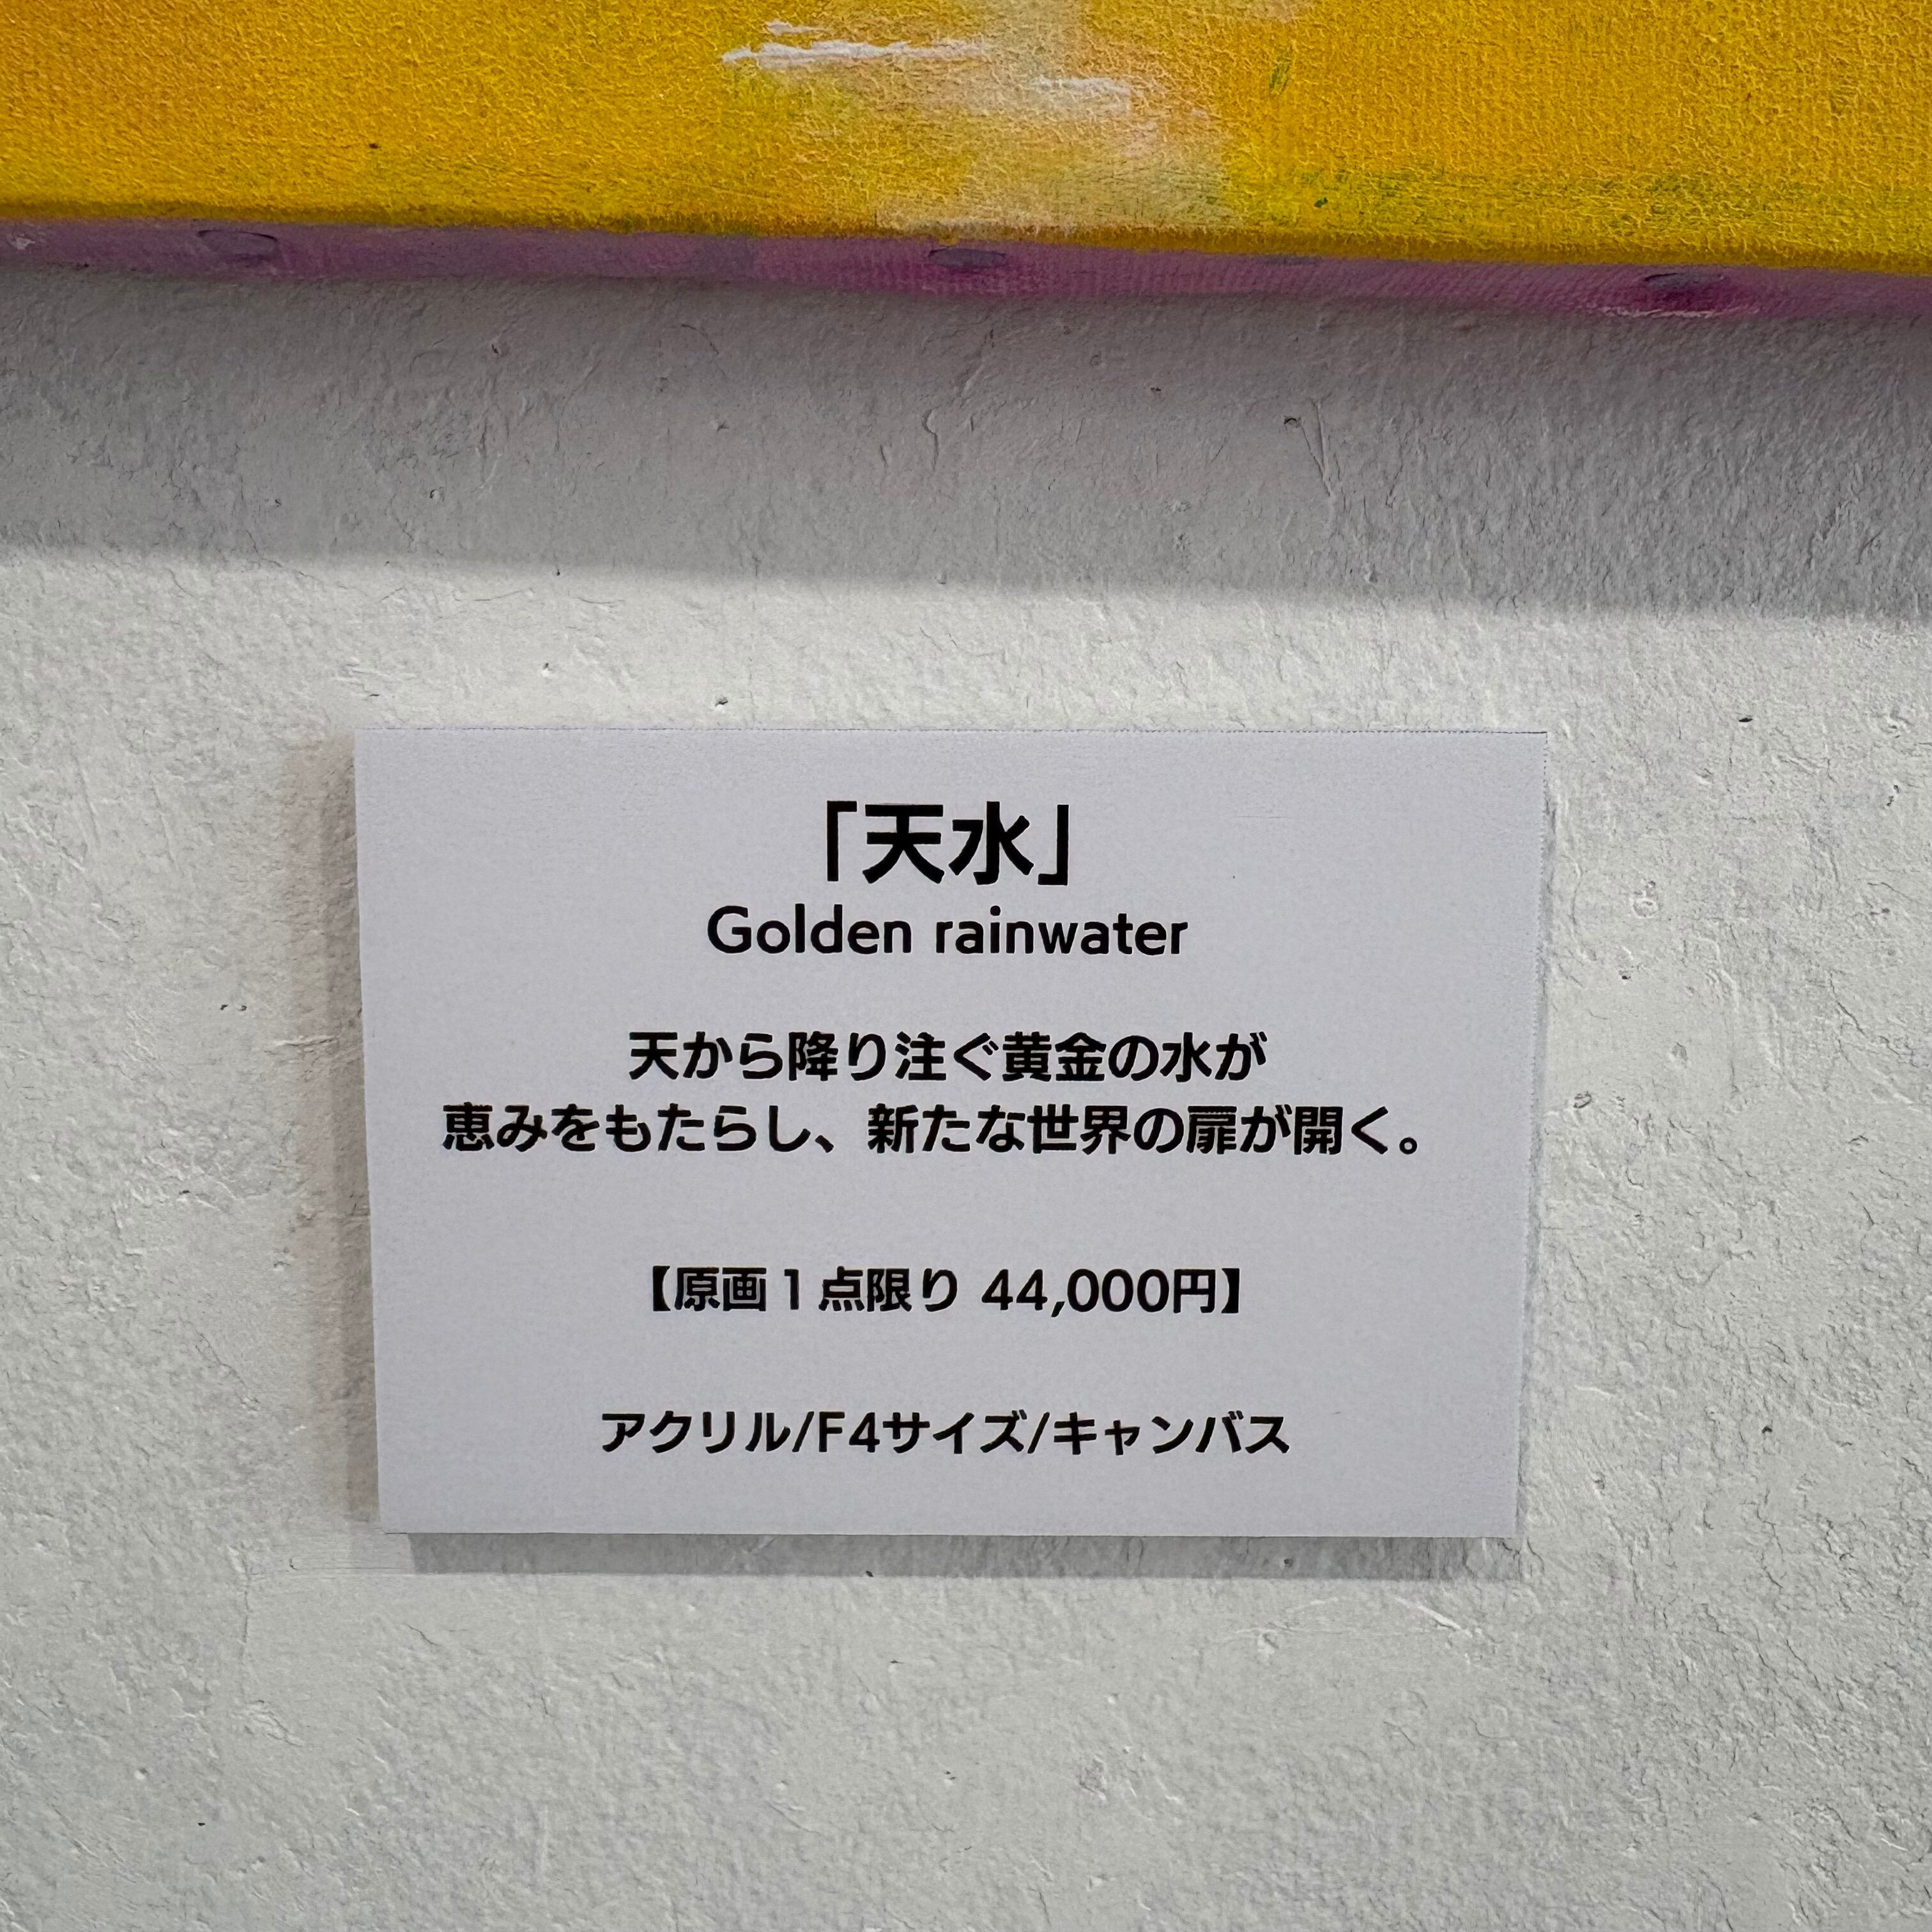 「天水」
Golden rainwater
天から降り注ぐ黄金の水が
恵みをもたらし、新たな世界の扉が開く。
【原画１点限り 44,000円】
アクリル/F4サイズ/キャンバス